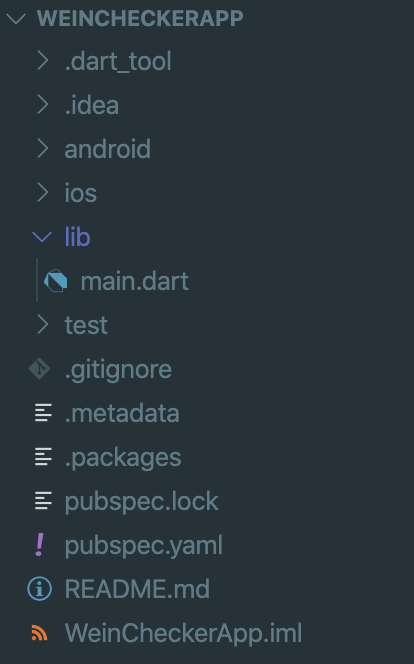 WEINCHECKERAPP
.dart_tool
.idea
android
ios
lib
main.dart
test
.gitignore
.metadata
.packages
pubspec.lock
pubspec.yaml
README.md
WeinCheckerApp.iml